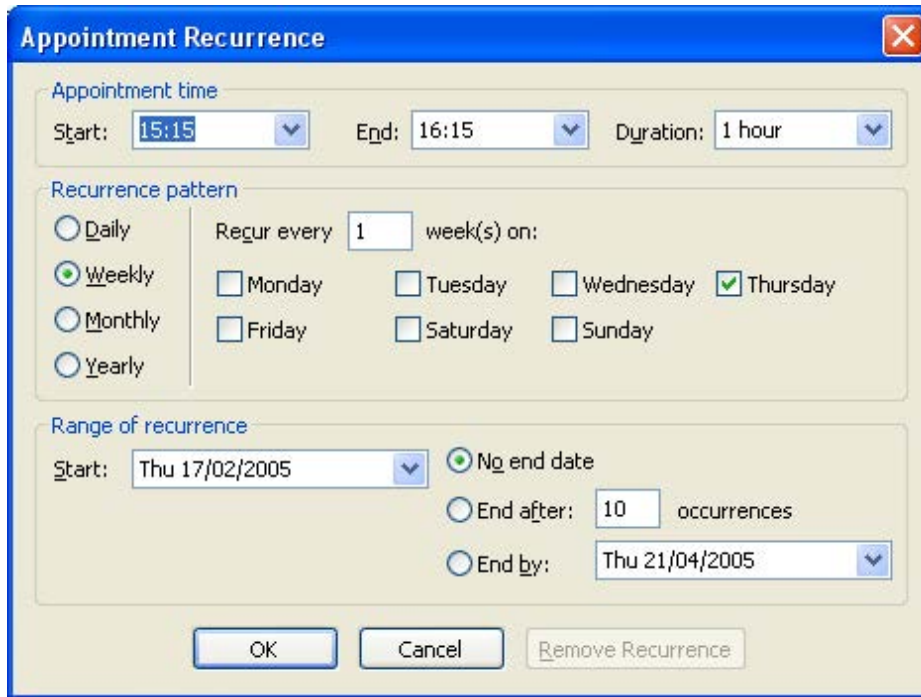 Appointment Recurrence
Appointment time
Start: 15:15 End: 16:15 Duration: 1 hour
Recurrence pattern
Daily Recur every 1 week(s) on:
Weekly Monday Tuesday Wednesday Thursday
Monthly Friday Saturday Sunday
Yearly
Range of recurrence
Start: Thu 17/02/2005 No end date
End after: 10 occurrences
End by: Thu 21/04/2005
OK Cancel Remove Recurrence